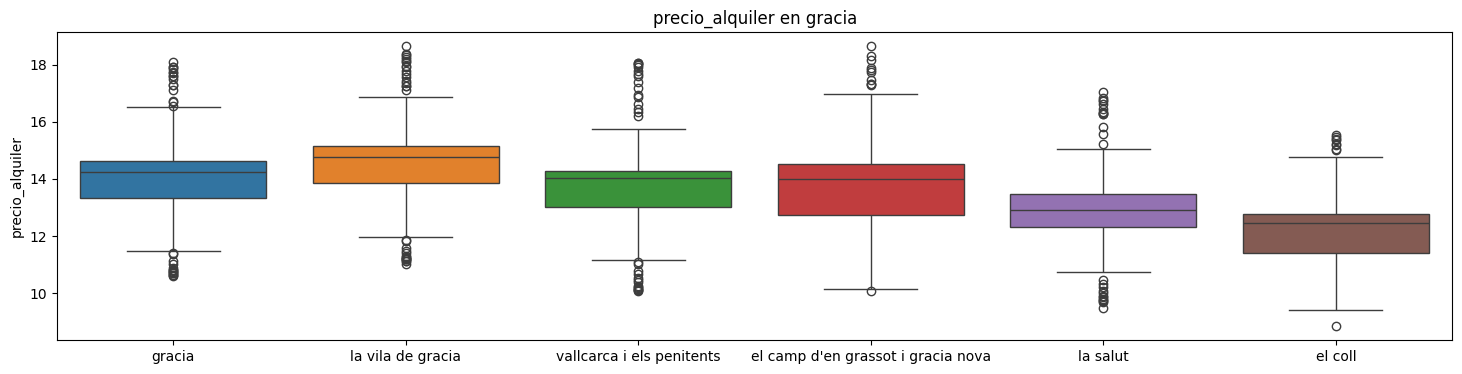 precio_alquiler en gracia
precio_alquiler
18
16
14
12
10
gracia
la vila de gracia
vallcarca i els penitents
el camp d'en grassot i gracia nova
la salut
el coll